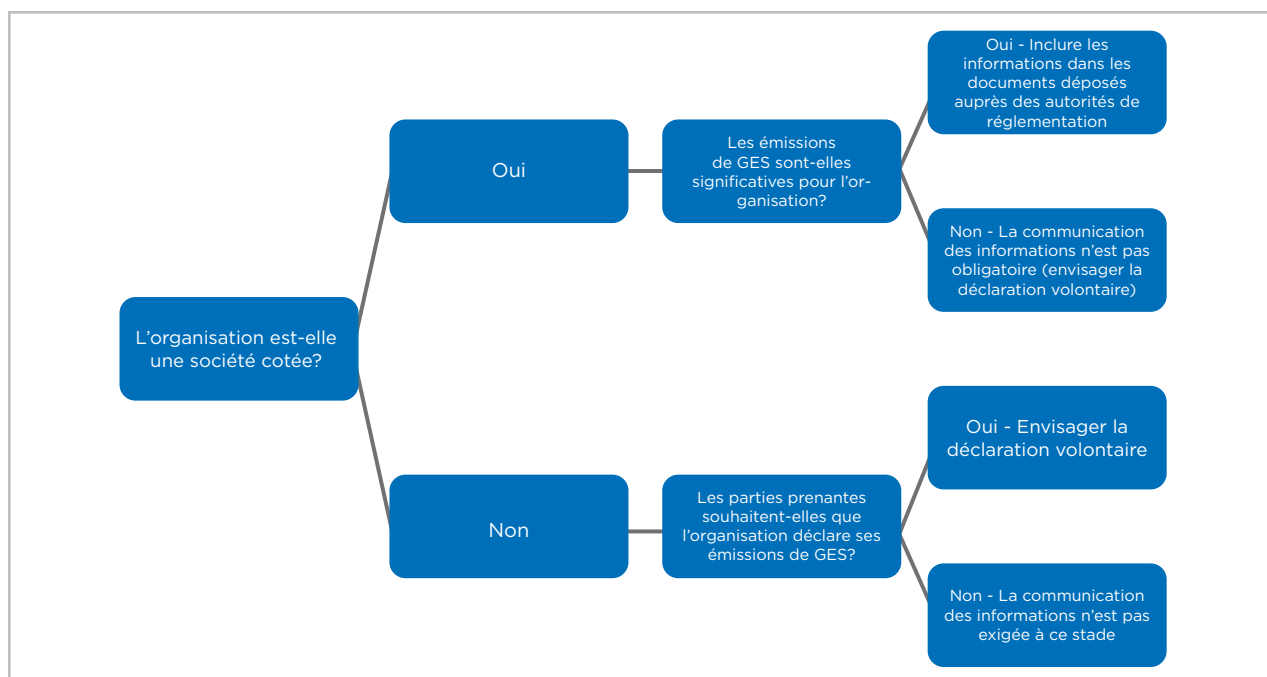 L'organisation est-elle
une société cotée?
Oui
Les émissions
de GES sont-elles
significatives pour l'or-
ganisation?
Oui - Inclure les
informations dans les
documents déposés
auprès des autorités de
réglementation
Non - La communication
des informations n'est pas
obligatoire (envisager la
déclaration volontaire)
Non
Les parties prenantes
souhaitent-elles que
l'organisation déclare ses
émissions de GES?
Oui - Envisager la
déclaration volontaire
Non - La communication
des informations n'est pas
exigée à ce stade